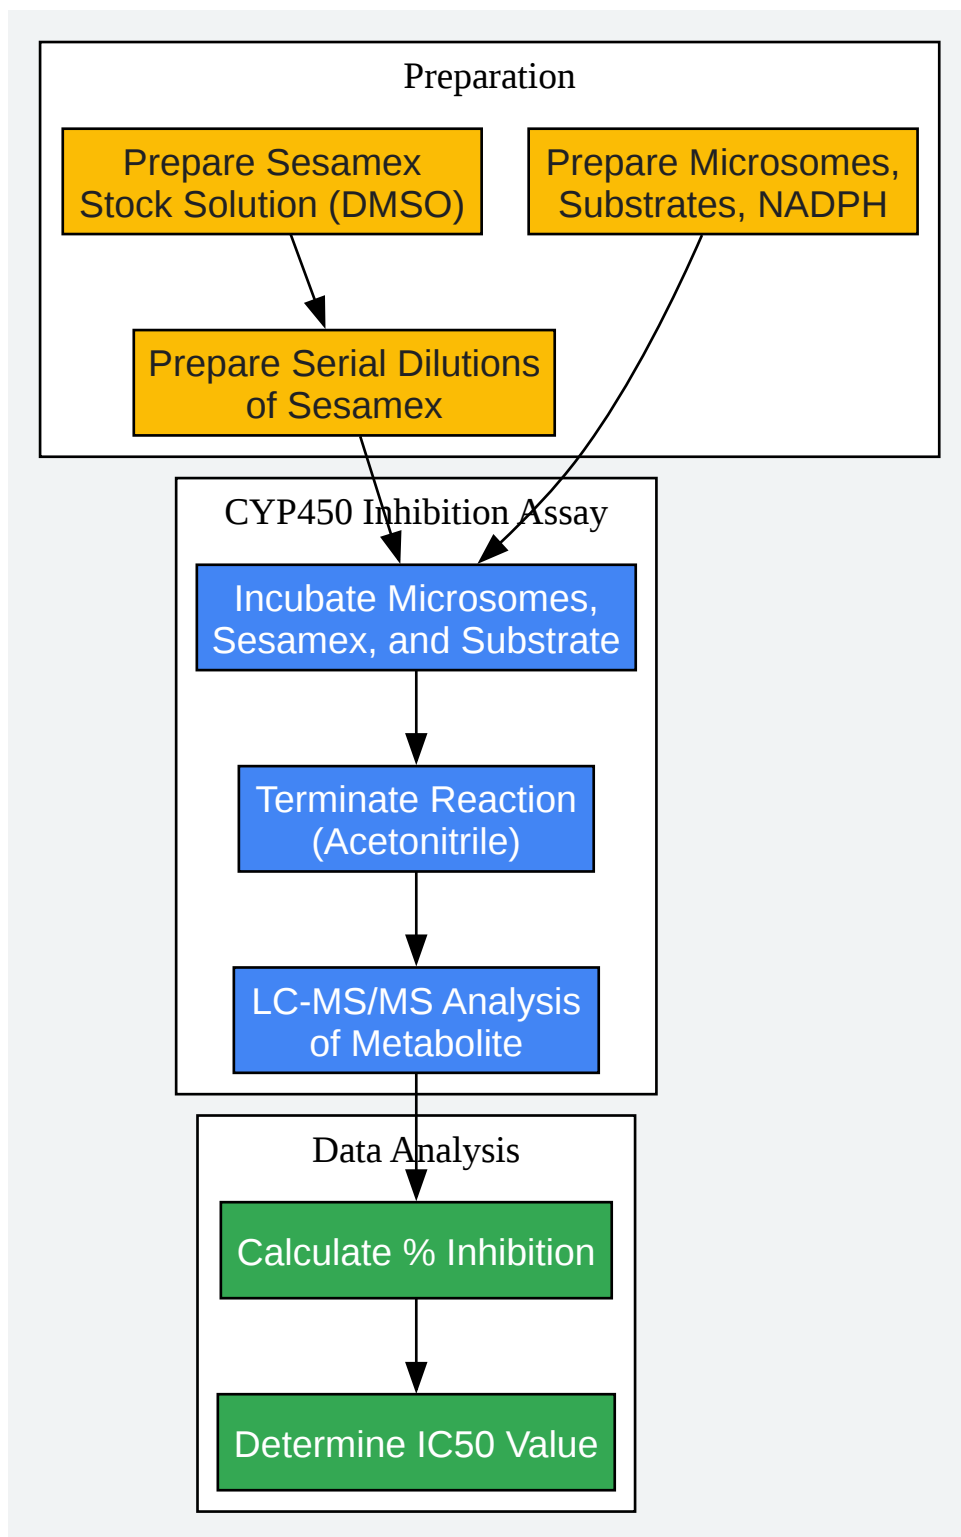 Preparation
Prepare Sesamex
Stock Solution (DMSO)
Prepare Microsomes,
Substrates, NADPH
Prepare Serial Dilutions
of Sesamex
CYP450 Inhibition Assay
Incubate Microsomes,
Sesamex, and Substrate
Terminate Reaction
(Acetonitrile)
LC-MS/MS Analysis
of Metabolite
Data Analysis
Calculate % Inhibition
Determine IC50 Value